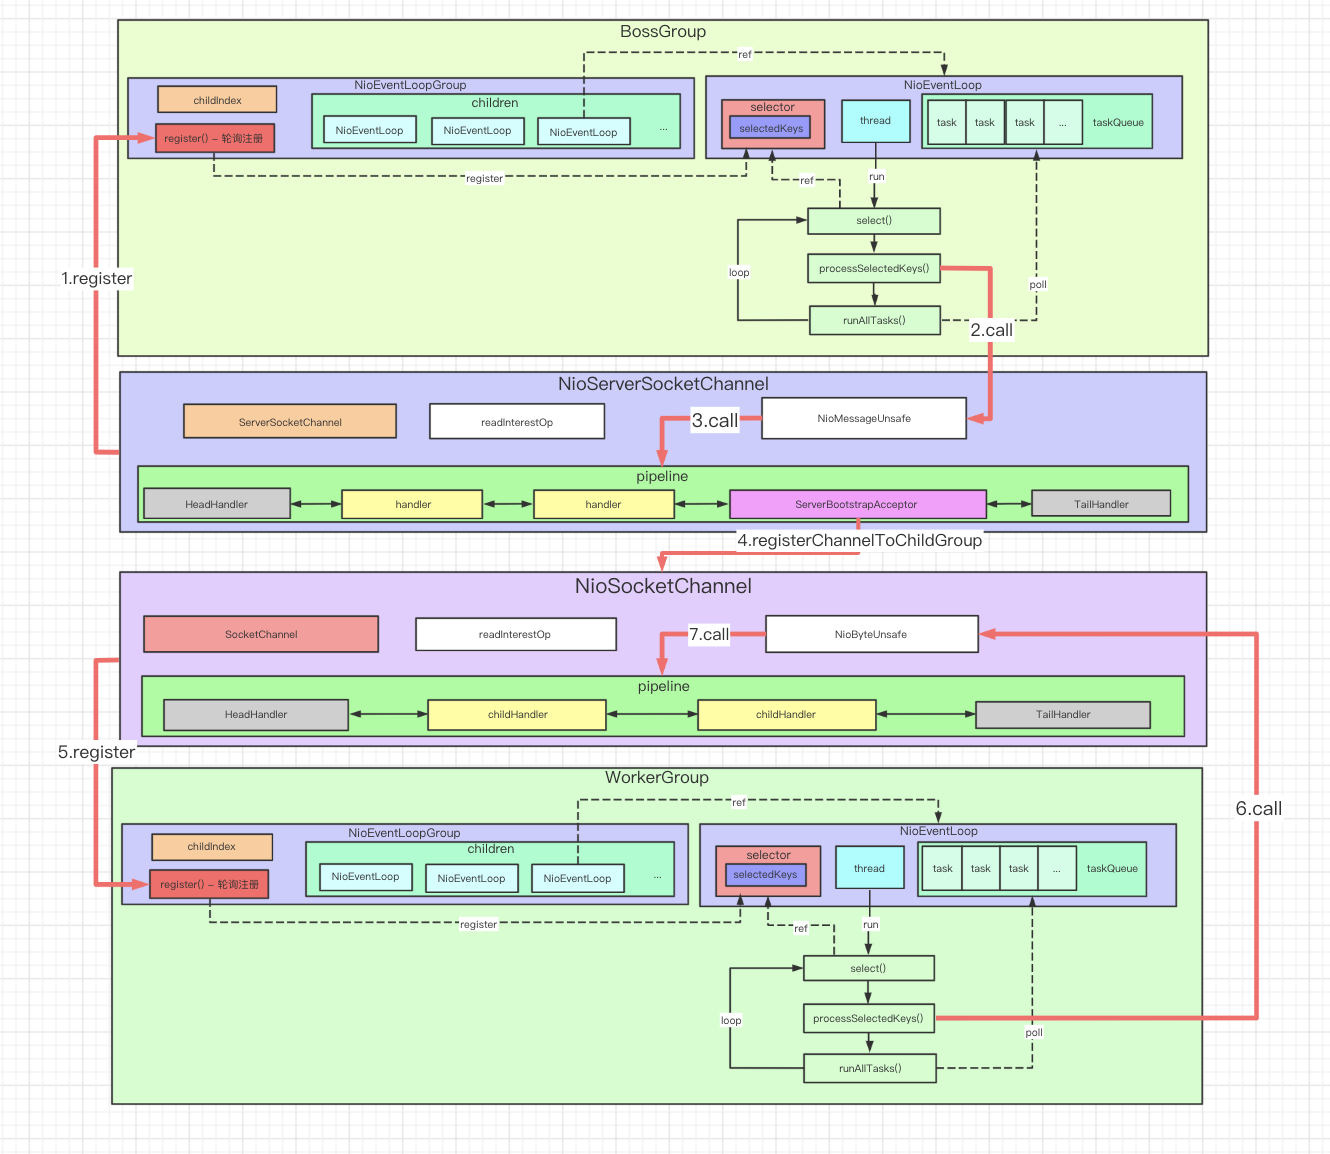 BossGroup
ref
NioEventLoopGroup
childIndex
register() - 轮询注册
children
NioEventLoop
NioEventLoop
NioEventLoop
...
NioEventLoop
selector
selectedKeys
thread
task
task
task
...
taskQueue
register
ref
run
select()
processSelectedKeys()
runAllTasks()
loop
poll
1.register
2.call
NioServerSocketChannel
ServerSocketChannel
readInterestOp
3.call
NioMessageUnsafe
pipeline
HeadHandler
handler
handler
ServerBootstrapAcceptor
TailHandler
4.registerChannelToChildGroup
NioSocketChannel
SocketChannel
readInterestOp
7.call
NioByteUnsafe
pipeline
HeadHandler
childHandler
childHandler
TailHandler
5.register
6.call
WorkerGroup
ref
NioEventLoopGroup
childIndex
register() - 轮询注册
children
NioEventLoop
NioEventLoop
NioEventLoop
...
NioEventLoop
selector
selectedKeys
thread
task
task
task
...
taskQueue
register
ref
run
select()
processSelectedKeys()
runAllTasks()
loop
poll